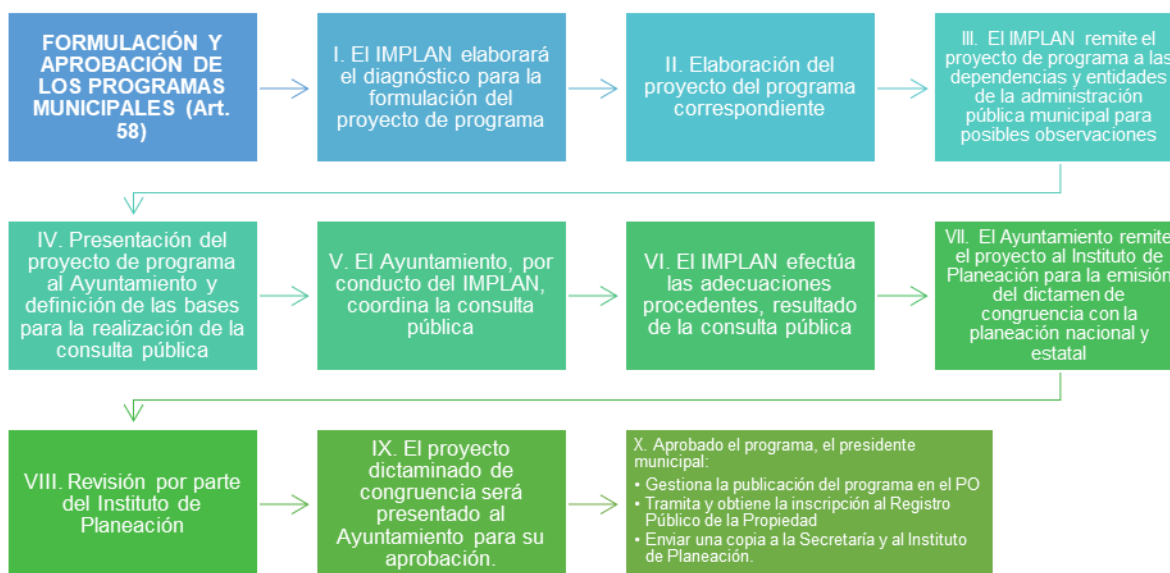 FORMULACIÓN Y
APROBACIÓN DE
LOS PROGRAMAS
MUNICIPALES (Art.
58)
I. El IMPLAN elaborará
el diagnóstico para la
formulación del
proyecto de programa
II. Elaboración del
proyecto del programa
correspondiente
III. El IMPLAN remite el
proyecto de programa a las
dependencias y entidades
de la administración
pública municipal para
posibles observaciones
IV. Presentación del
proyecto de programa
al Ayuntamiento y
definición de las bases
para la realización de la
consulta pública
V. El Ayuntamiento, por
conducto del IMPLAN,
coordina la consulta
pública
VI. El IMPLAN efectúa
las adecuaciones
procedentes, resultado
de la consulta pública
VII. El Ayuntamiento remite
el proyecto al Instituto de
Planeación para la emisión
del dictamen de
congruencia con la
planeación nacional y
estatal
VIII. Revisión por parte
del Instituto de
Planeación
IX. El proyecto
dictaminado de
congruencia será
presentado al
Ayuntamiento para su
aprobación.
X. Aprobado el programa, el presidente
municipal:
• Gestiona la publicación del programa en el PO
• Tramita y obtiene la inscripción al Registro
Público de la Propiedad
• Enviar una copia a la Secretaría y al Instituto
de Planeación.